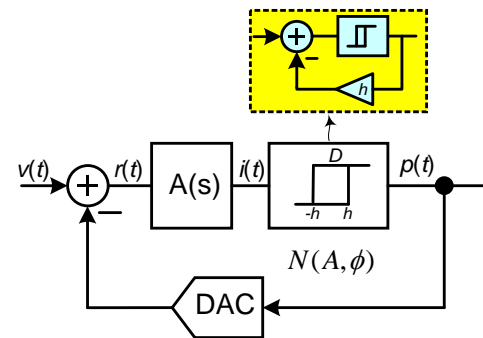 +
−
h
v(t)
+
−
r(t)
A(s)
i(t)
D
-h
h
p(t)
N(A,ϕ)
DAC